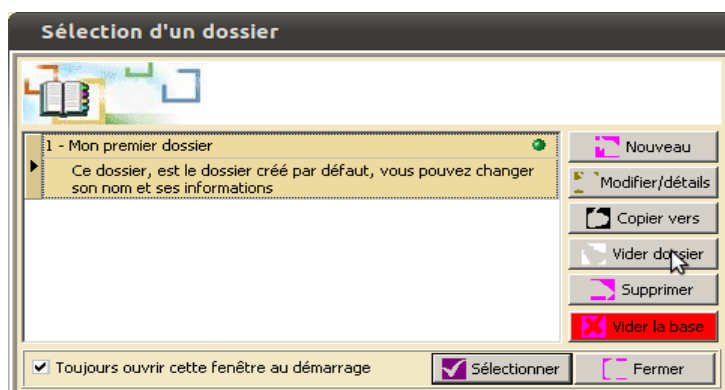 Sélection d'un dossier
1 - Mon premier dossier
Ce dossier, est le dossier créé par défaut, vous pouvez changer
son nom et ses informations
Nouveau
Modifier/détails
Copier vers
Vider dossier
Supprimer
Vider la base
Toujours ouvrir cette fenêtre au démarrage
Sélectionner
Fermer